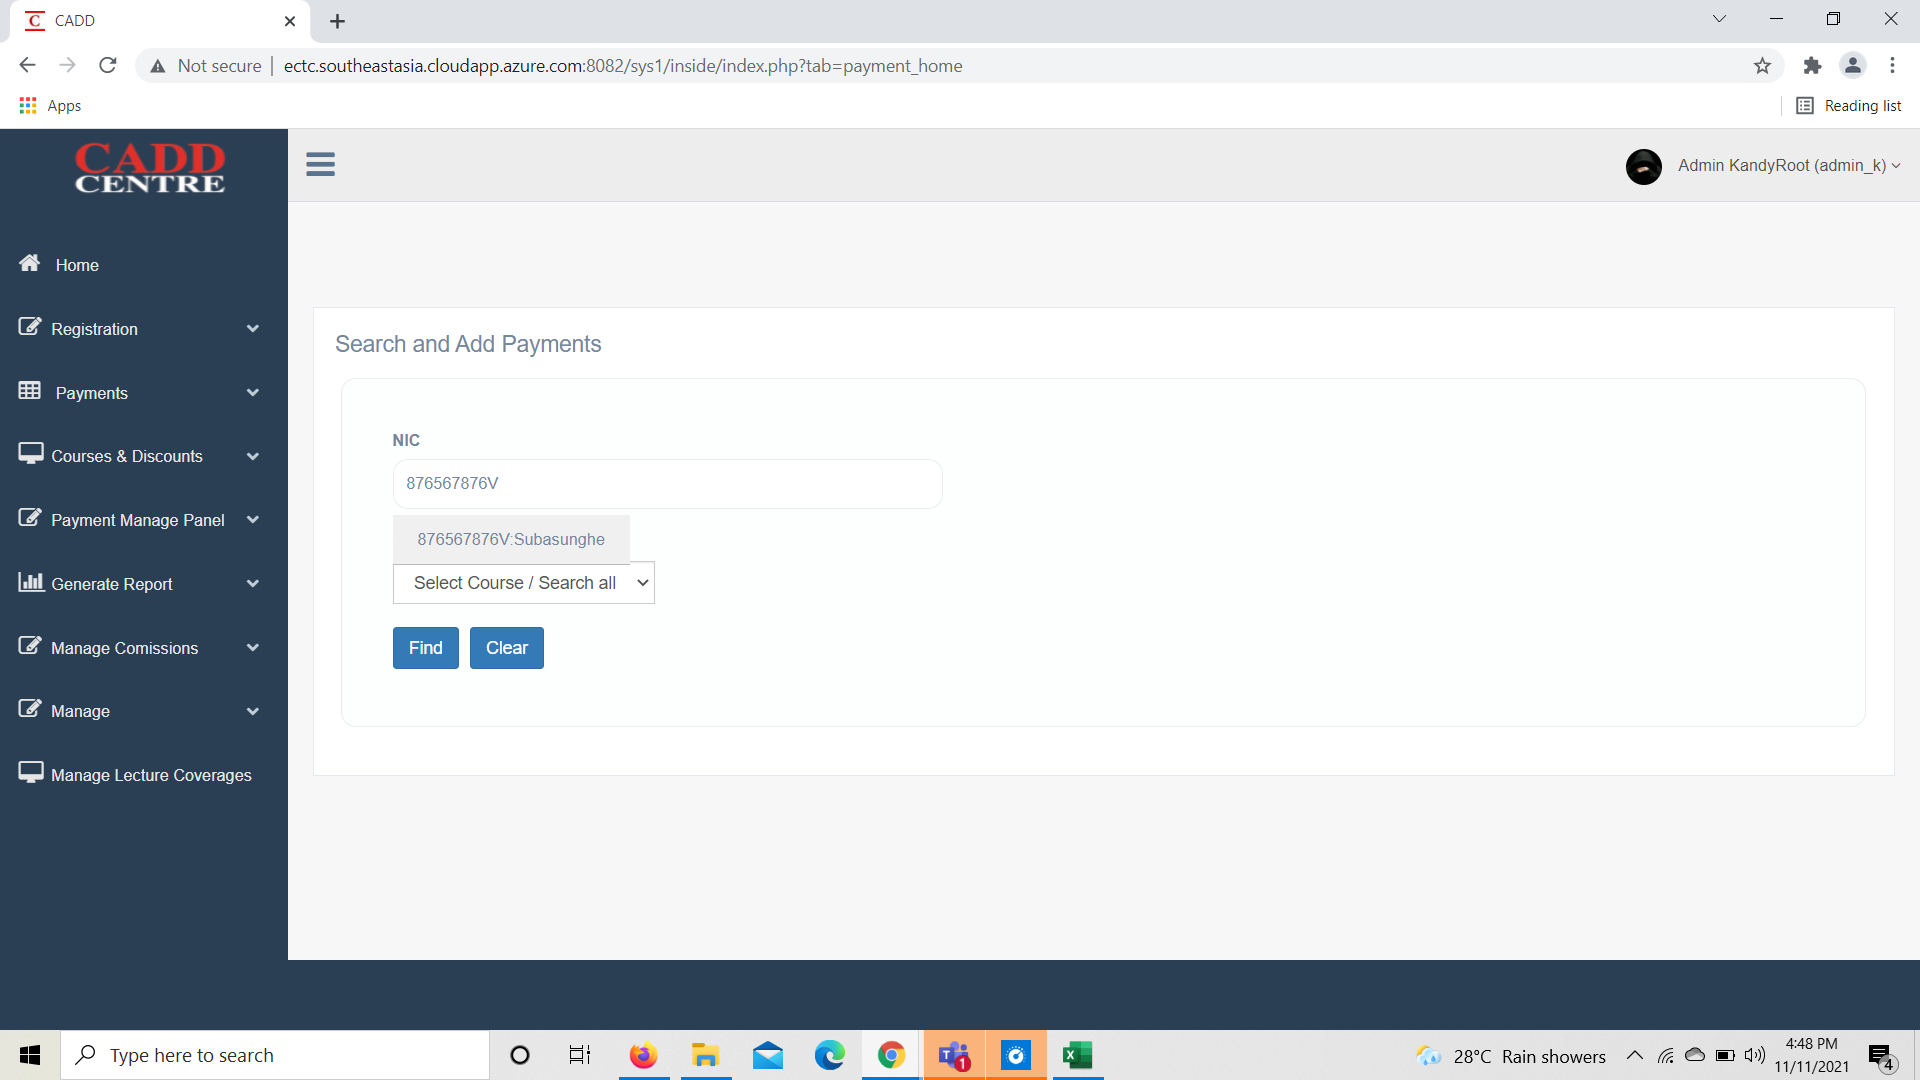 CADD
Not secure
ectc.southeastasia.cloudapp.azure.com:8082/sys1/inside/index.php?tab=payment_home
Apps
Reading list
CADD
CENTRE
Admin KandyRoot (admin_k)
Home
Registration
Payments
Courses & Discounts
Payment Manage Panel
Generate Report
Manage Comissions
Manage
Manage Lecture Coverages
Search and Add Payments
NIC
876567876V
876567876V:Subasunghe
Select Course / Search all
Find
Clear
Type here to search
1
28°C Rain showers
4:48 PM
11/11/2021
4